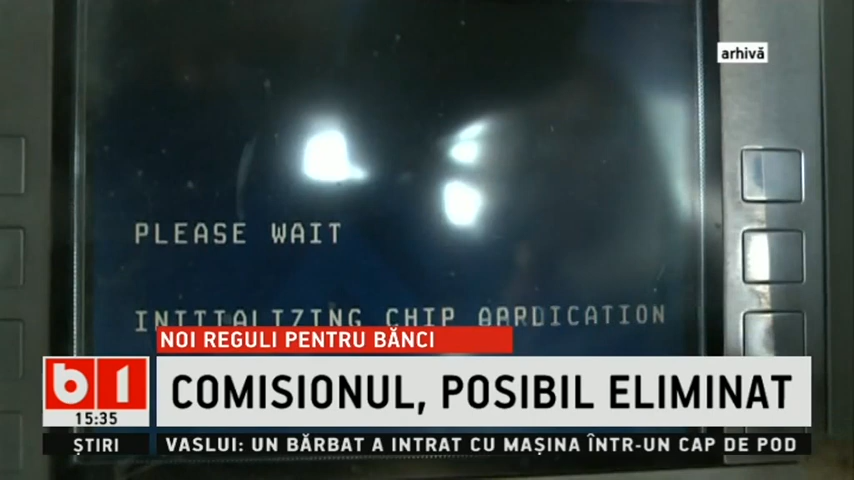 arhivă
PLEASE WAIT
INITIALIZING CHIP
NOI REGULI PENTRU BĂNCI
b1
COMISIONUL, POSIBIL ELIMINAT
15:35
ȘTIRI
VASLUI: UN BĂRBAT A INTRAT CU MAȘINA ÎNTR-UN CAP DE POD